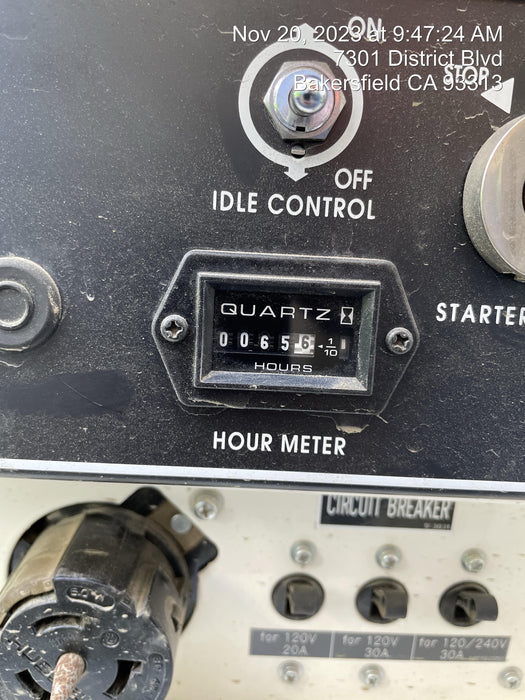 Nov 20, 2023 at 9:47:24 AM
7301 District Blvd
Bakersfield CA 93313
ON
STOP
OFF
IDLE CONTROL
STARTER
QUARTZ
0 0 6 5 6 1/10
HOURS
HOUR METER
CIRCUIT BREAKER
50A
for 120V 20A
for 120V 30A
for 120/240V 30A